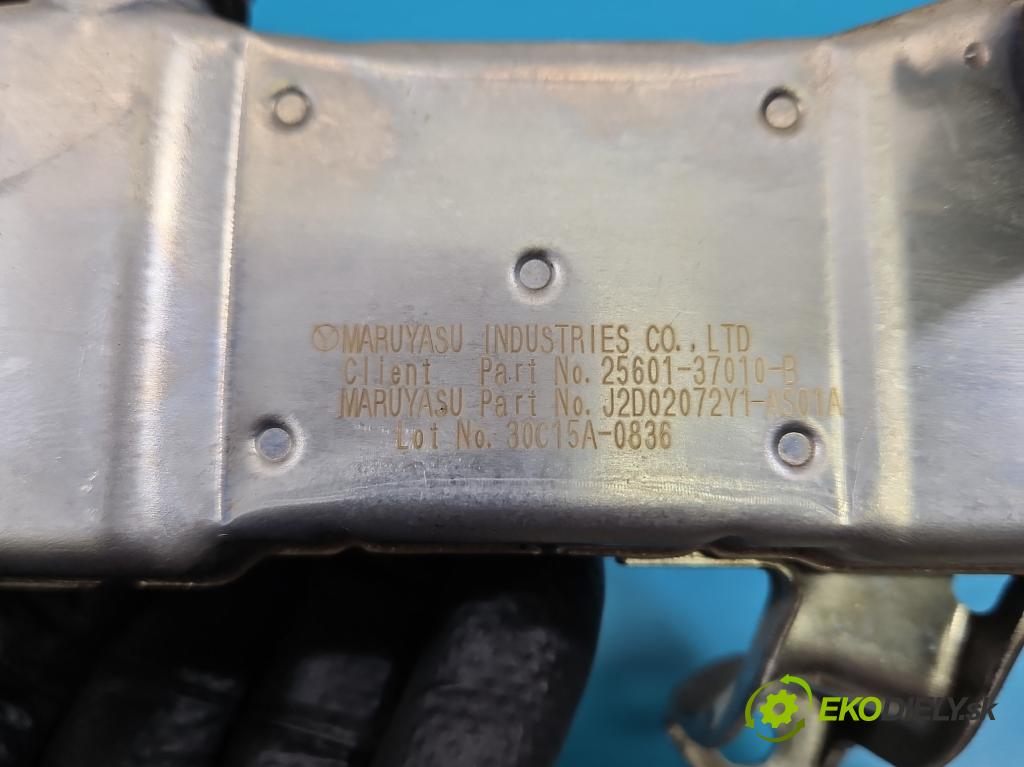 MARUYASU INDUSTRIES CO., LTD
Client Part No. 25601-37010-B
MARUYASU Part No. J2D02072Y1-AS01A
Lot No. 30C15A-0836
EKODIELY.sk